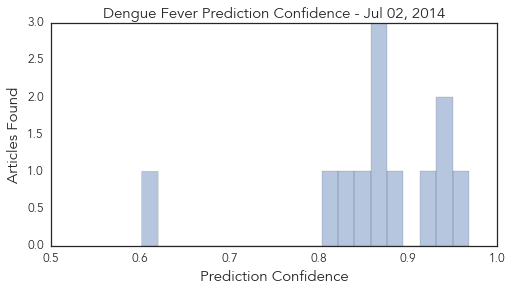 Dengue Fever Prediction Confidence - Jul 02, 2014
3.0
2.5
2.0
1.5
1.0
0.5
0.0
Articles Found
0.5 0.6 0.7 0.8 0.9 1.0
Prediction Confidence